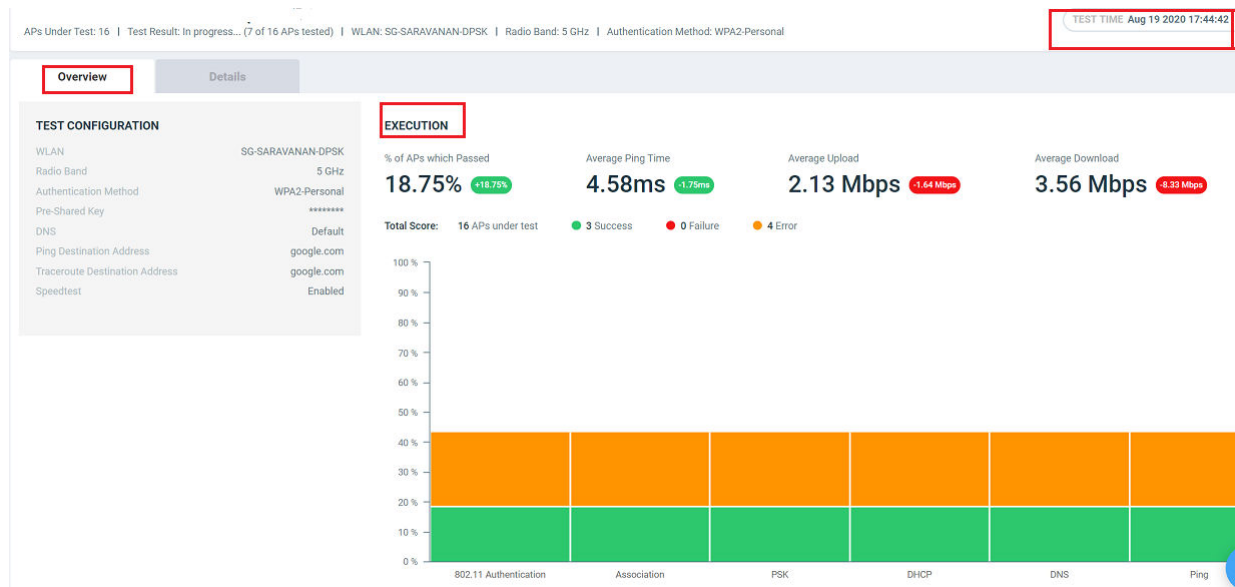 APs Under Test: 16 | Test Result: In progress... (7 of 16 APs tested) | WLAN: SG-SARAVANAN-DPSK | Radio Band: 5 GHz | Authentication Method: WPA2-Personal
TEST TIME Aug 19 2020 17:44:42
Overview
Details
TEST CONFIGURATION
WLAN SG-SARAVANAN-DPSK
Radio Band 5 GHz
Authentication Method WPA2-Personal
Pre-Shared Key ********
DNS Default
Ping Destination Address google.com
Traceroute Destination Address google.com
Speedtest Enabled
EXECUTION
% of APs which Passed
18.75% +18.75%
Average Ping Time
4.58ms -1.75ms
Average Upload
2.13 Mbps -1.64 Mbps
Average Download
3.56 Mbps -8.33 Mbps
Total Score: 16 APs under test 3 Success 0 Failure 4 Error
100 %
90 %
80 %
70 %
60 %
50 %
40 %
30 %
20 %
10 %
0 %
802.11 Authentication Association PSK DHCP DNS Ping